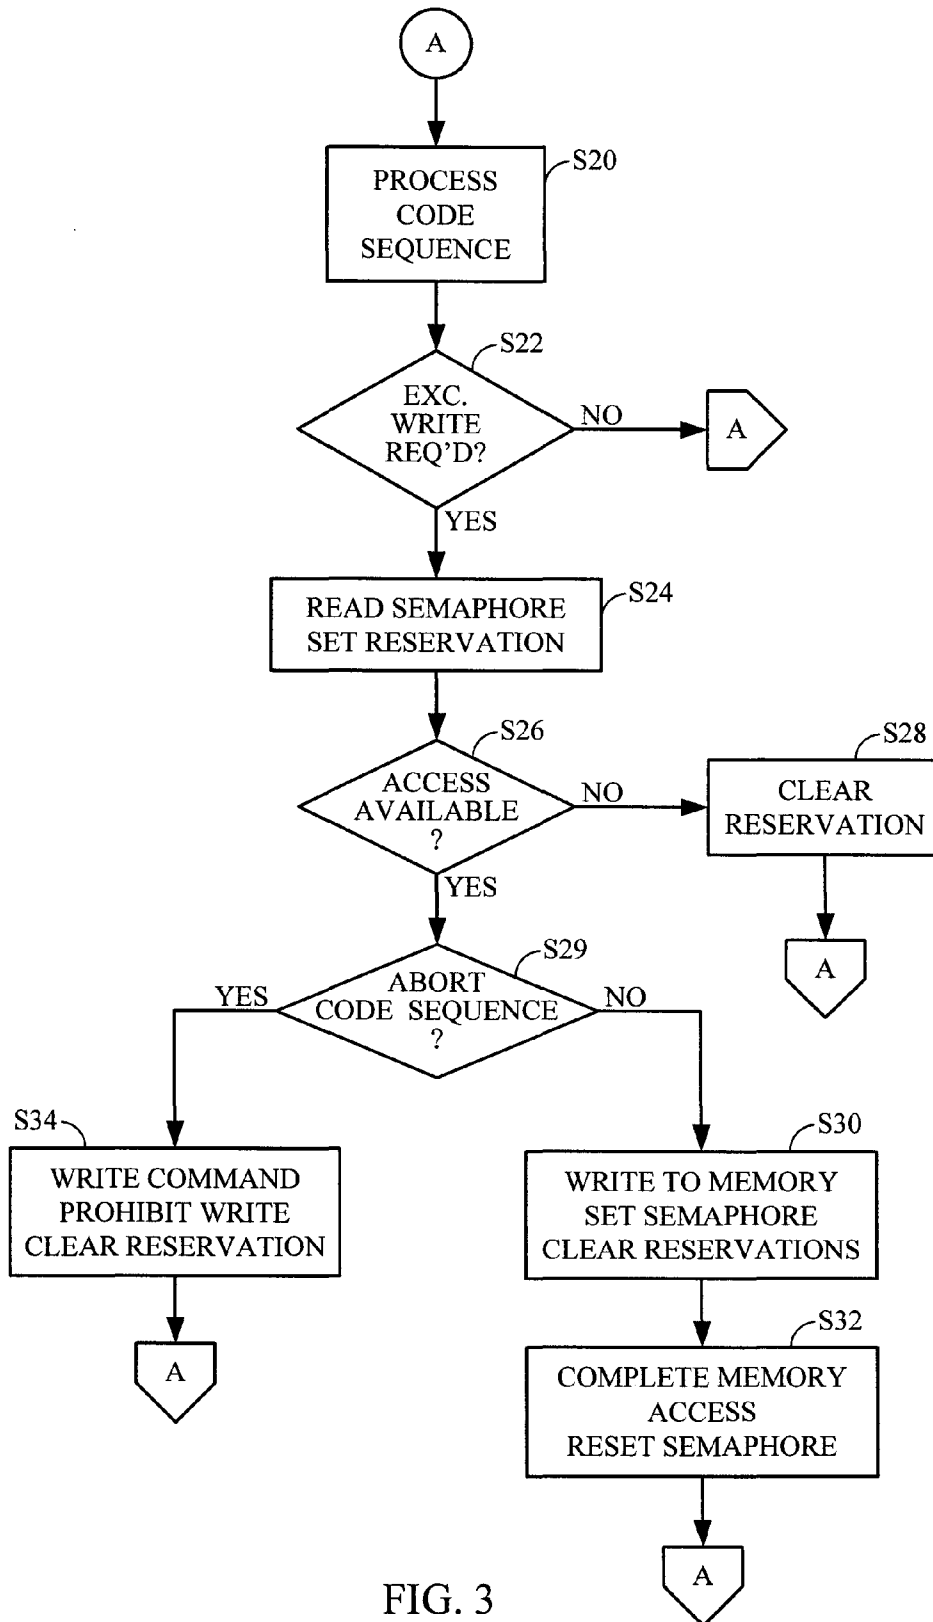 A
S20
PROCESS
CODE
SEQUENCE
S22
EXC.
WRITE
REQ'D?
NO
A
YES
S24
READ SEMAPHORE
SET RESERVATION
S26
ACCESS
AVAILABLE
?
NO
S28
CLEAR
RESERVATION
A
YES
S29
ABORT
CODE SEQUENCE
?
YES
NO
S34
WRITE COMMAND
PROHIBIT WRITE
CLEAR RESERVATION
A
S30
WRITE TO MEMORY
SET SEMAPHORE
CLEAR RESERVATIONS
S32
COMPLETE MEMORY
ACCESS
RESET SEMAPHORE
A
FIG. 3